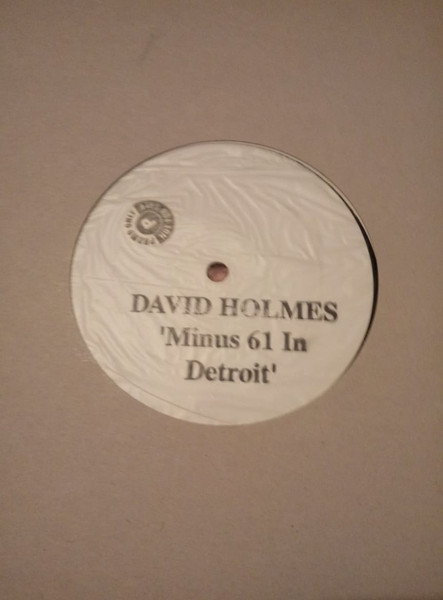 DAVID HOLMES
'Minus 61 In
Detroit'